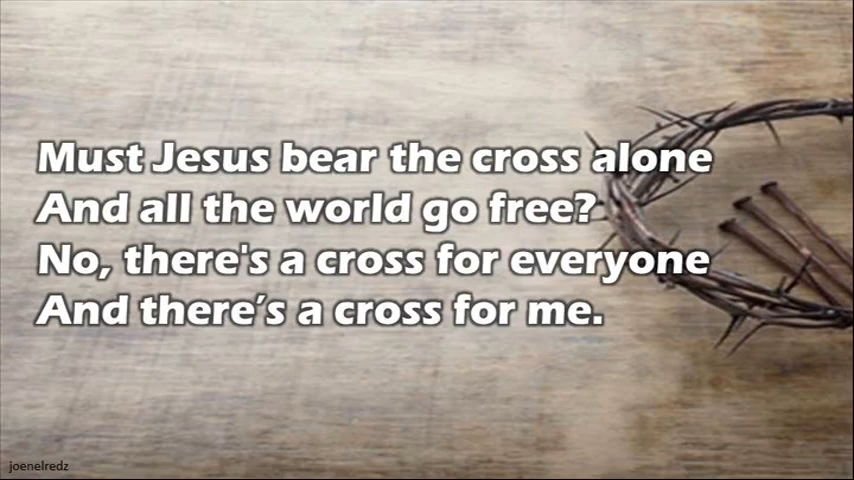 Must Jesus bear the cross alone
And all the world go free?
No, there's a cross for everyone
And there’s a cross for me.
joenelredz